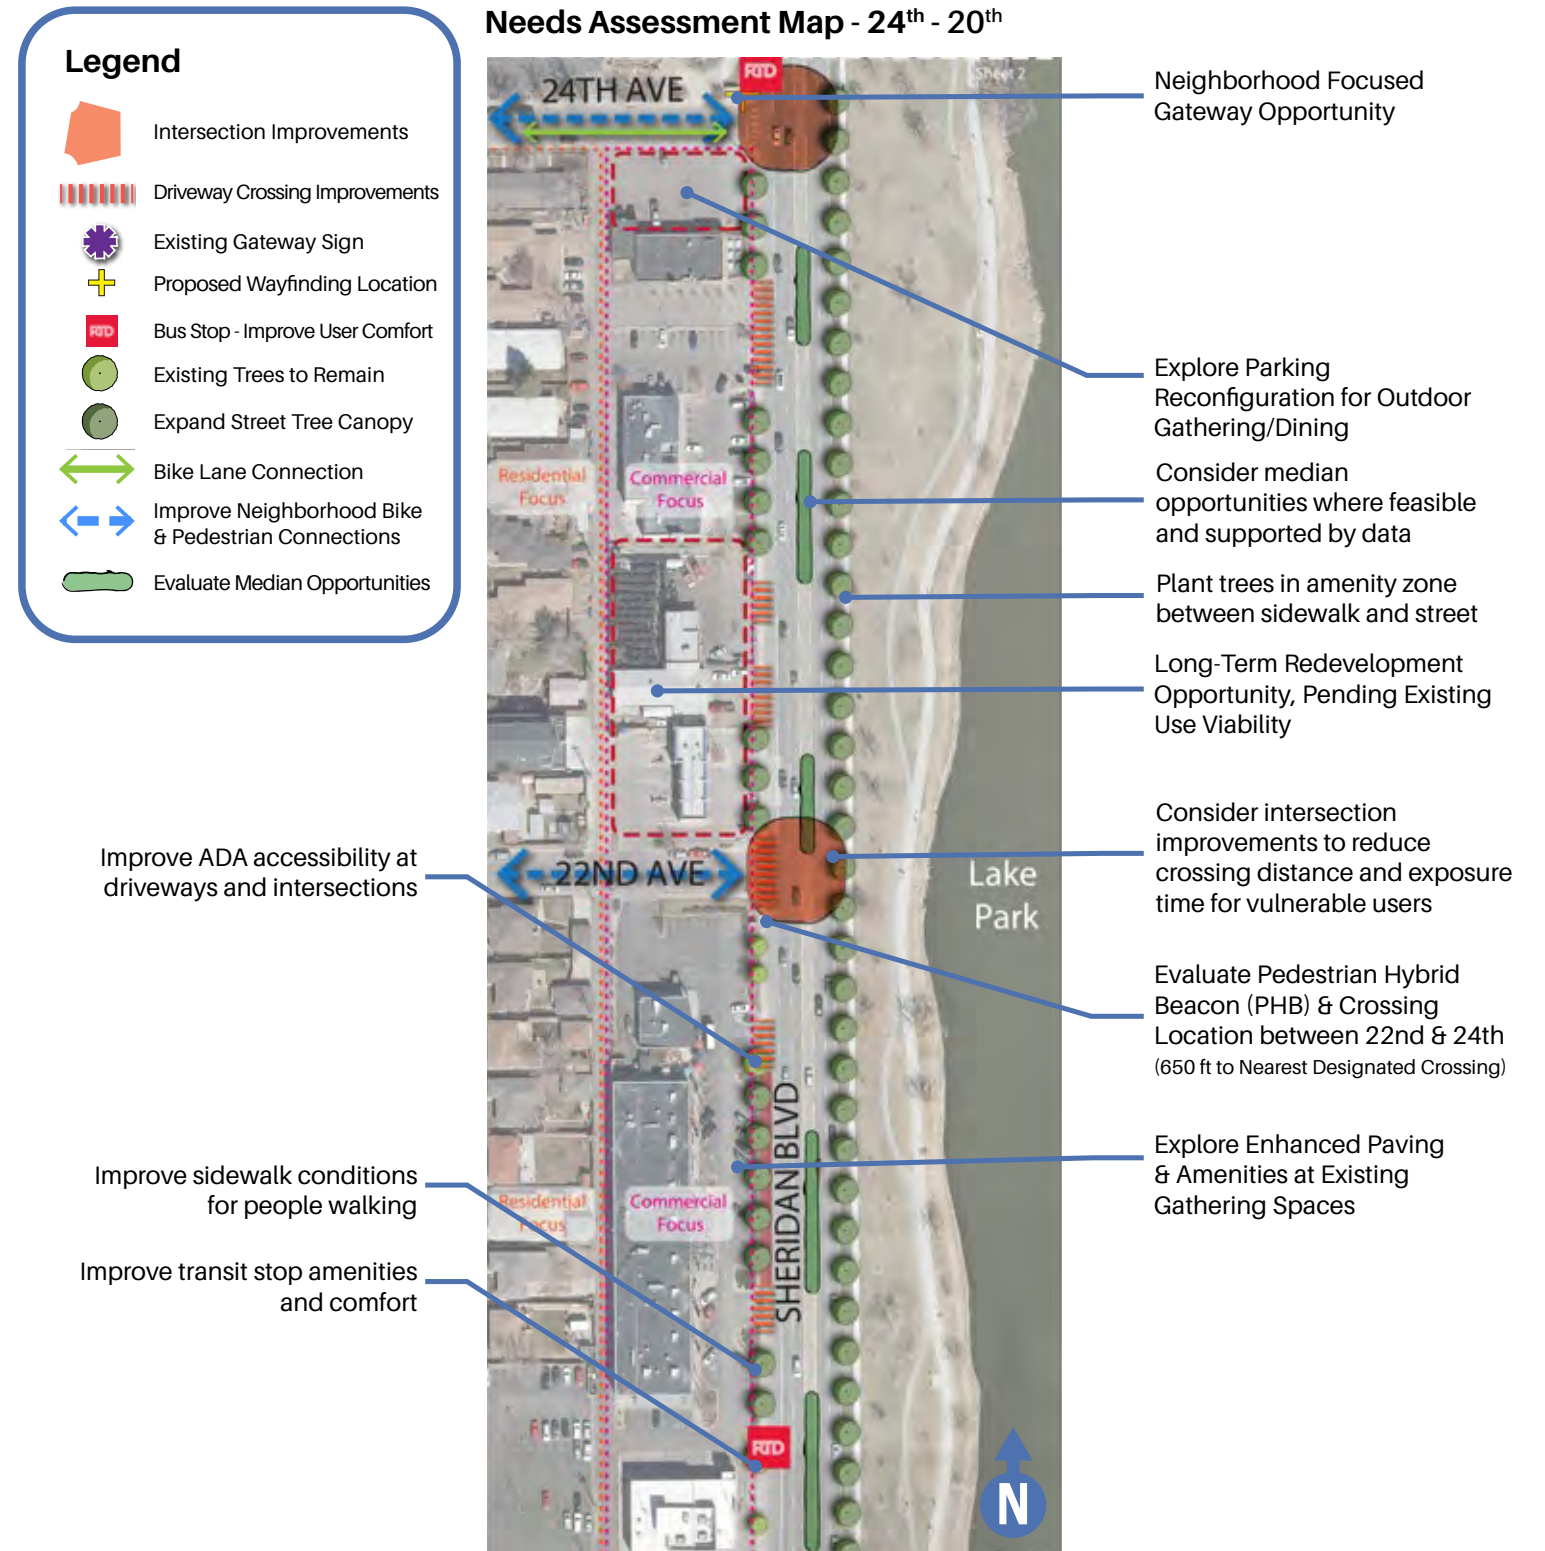 Needs Assessment Map - 24th - 20th
Legend
Intersection Improvements
Driveway Crossing Improvements
Existing Gateway Sign
Proposed Wayfinding Location
RTD
Bus Stop - Improve User Comfort
Existing Trees to Remain
Expand Street Tree Canopy
Bike Lane Connection
Improve Neighborhood Bike
& Pedestrian Connections
Evaluate Median Opportunities
RTD
Sheet 2
24TH AVE
Neighborhood Focused
Gateway Opportunity
Explore Parking
Reconfiguration for Outdoor
Gathering/Dining
Residential
Focus
Commercial
Focus
Consider median
opportunities where feasible
and supported by data
Plant trees in amenity zone
between sidewalk and street
Long-Term Redevelopment
Opportunity, Pending Existing
Use Viability
Improve ADA accessibility at
driveways and intersections
22ND AVE
Lake
Park
Consider intersection
improvements to reduce
crossing distance and exposure
time for vulnerable users
Evaluate Pedestrian Hybrid
Beacon (PHB) & Crossing
Location between 22nd & 24th
(650 ft to Nearest Designated Crossing)
SHERIDAN BLVD
Improve sidewalk conditions
for people walking
Residential
Focus
Commercial
Focus
Explore Enhanced Paving
& Amenities at Existing
Gathering Spaces
Improve transit stop amenities
and comfort
RTD
N